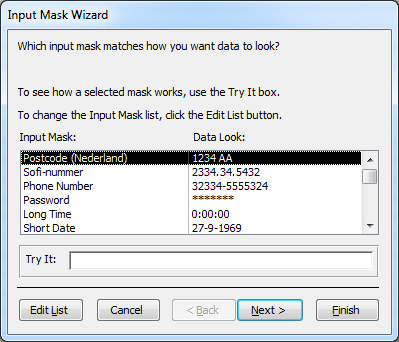 Input Mask Wizard
Which input mask matches how you want data to look?
To see how a selected mask works, use the Try It box.
To change the Input Mask list, click the Edit List button.
Input Mask: Data Look:
Postcode (Nederland) 1234 AA
Sofi-nummer 2334.34.5432
Phone Number 32334-5555324
Password *******
Long Time 0:00:00
Short Date 27-9-1969
Try It:
Edit List Cancel < Back Next > Finish